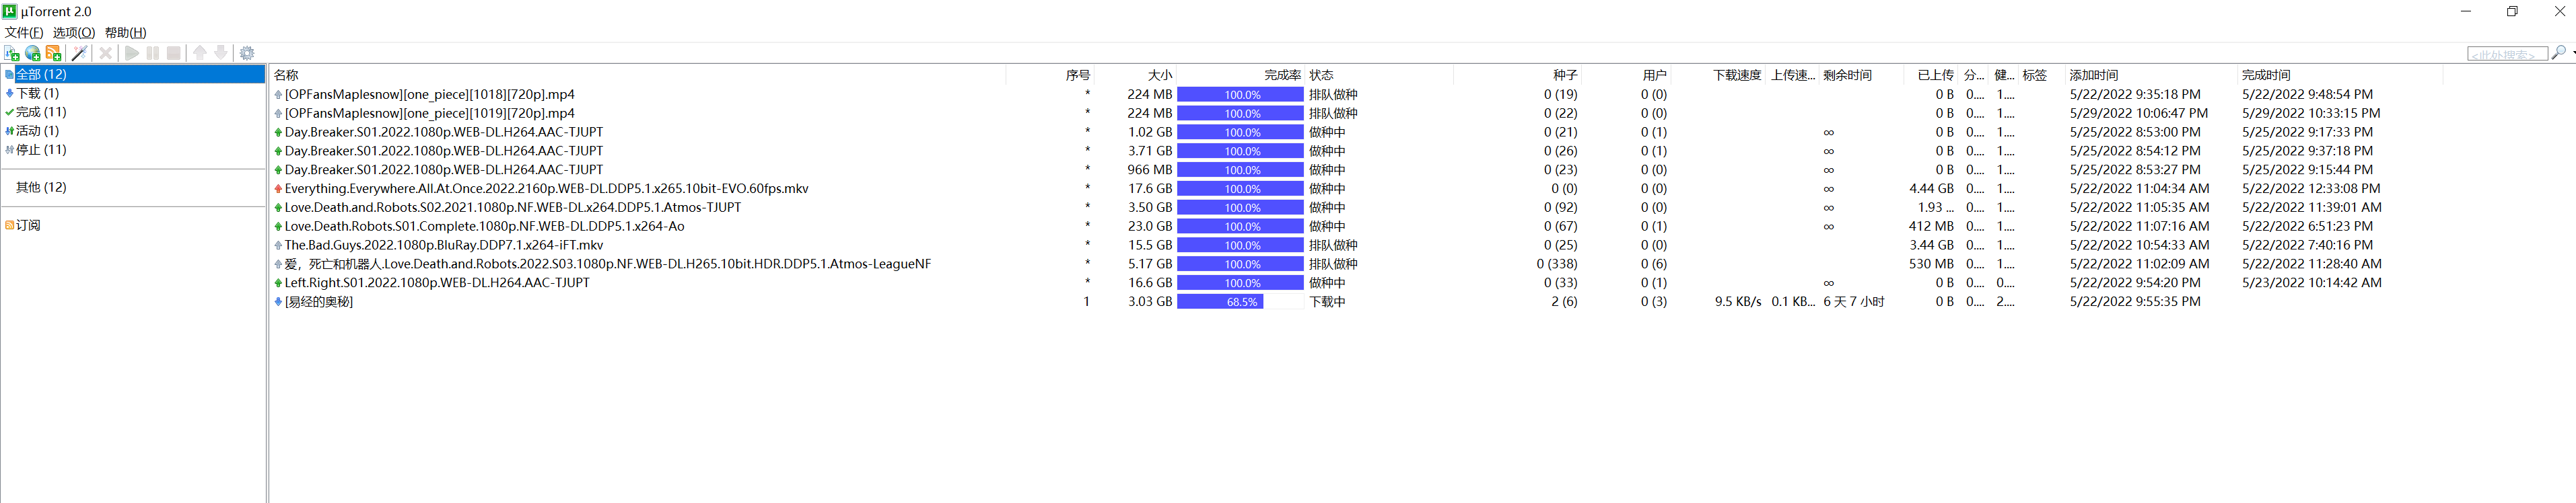 μTorrent 2.0
文件(F) 选项(O) 帮助(H)
<此处搜索>
全部 (12)
下载 (1)
完成 (11)
活动 (1)
停止 (11)
其他 (12)
订阅
名称 序号 大小 完成率 状态 种子 用户 下载速度 上传速... 剩余时间 已上传 分... 健... 标签 添加时间 完成时间
[OPFansMaplesnow][one_piece][1018][720p].mp4 * 224 MB 100.0% 排队做种 0 (19) 0 (0) 0 B 0.... 1.... 5/22/2022 9:35:18 PM 5/22/2022 9:48:54 PM
[OPFansMaplesnow][one_piece][1019][720p].mp4 * 224 MB 100.0% 排队做种 0 (22) 0 (0) 0 B 0.... 1.... 5/29/2022 10:06:47 PM 5/29/2022 10:33:15 PM
Day.Breaker.S01.2022.1080p.WEB-DL.H264.AAC-TJUPT * 1.02 GB 100.0% 做种中 0 (21) 0 (1) ∞ 0 B 0.... 1.... 5/25/2022 8:53:00 PM 5/25/2022 9:17:33 PM
Day.Breaker.S01.2022.1080p.WEB-DL.H264.AAC-TJUPT * 3.71 GB 100.0% 做种中 0 (26) 0 (1) ∞ 0 B 0.... 1.... 5/25/2022 8:54:12 PM 5/25/2022 9:37:18 PM
Day.Breaker.S01.2022.1080p.WEB-DL.H264.AAC-TJUPT * 966 MB 100.0% 做种中 0 (23) 0 (0) ∞ 0 B 0.... 1.... 5/25/2022 8:53:27 PM 5/25/2022 9:15:44 PM
Everything.Everywhere.All.At.Once.2022.2160p.WEB-DL.DDP5.1.x265.10bit-EVO.60fps.mkv * 17.6 GB 100.0% 做种中 0 (0) 0 (0) ∞ 4.44 GB 0.... 1.... 5/22/2022 11:04:34 AM 5/22/2022 12:33:08 PM
Love.Death.and.Robots.S02.2021.1080p.NF.WEB-DL.x264.DDP5.1.Atmos-TJUPT * 3.50 GB 100.0% 做种中 0 (92) 0 (0) ∞ 1.93 ... 0.... 1.... 5/22/2022 11:05:35 AM 5/22/2022 11:39:01 AM
Love.Death.Robots.S01.Complete.1080p.NF.WEB-DL.DDP5.1.x264-Ao * 23.0 GB 100.0% 做种中 0 (67) 0 (1) ∞ 412 MB 0.... 1.... 5/22/2022 11:07:16 AM 5/22/2022 6:51:23 PM
The.Bad.Guys.2022.1080p.BluRay.DDP7.1.x264-iFT.mkv * 15.5 GB 100.0% 排队做种 0 (25) 0 (0) 3.44 GB 0.... 1.... 5/22/2022 10:54:33 AM 5/22/2022 7:40:16 PM
爱，死亡和机器人.Love.Death.and.Robots.2022.S03.1080p.NF.WEB-DL.H265.10bit.HDR.DDP5.1.Atmos-LeagueNF * 5.17 GB 100.0% 排队做种 0 (338) 0 (6) 530 MB 0.... 1.... 5/22/2022 11:02:09 AM 5/22/2022 11:28:40 AM
Left.Right.S01.2022.1080p.WEB-DL.H264.AAC-TJUPT * 16.6 GB 100.0% 做种中 0 (33) 0 (1) ∞ 0 B 0.... 0.... 5/22/2022 9:54:20 PM 5/23/2022 10:14:42 AM
[易经的奥秘] 1 3.03 GB 68.5% 下载中 2 (6) 0 (3) 9.5 KB/s 0.1 KB... 6 天 7 小时 0 B 0.... 2.... 5/22/2022 9:55:35 PM